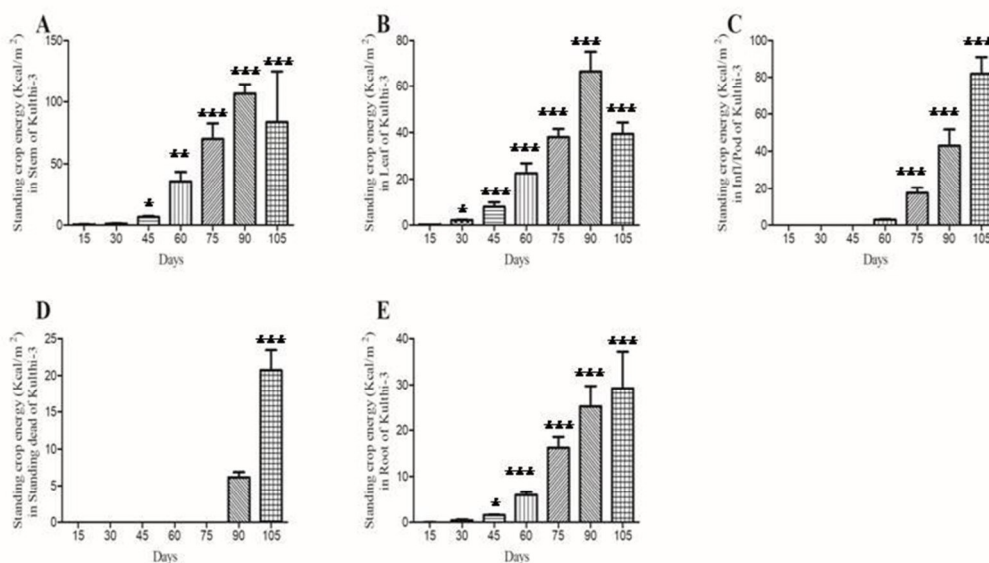 A
Standing crop energy (Kcal/m²)
in Stem of Kulthi-3
150
100
50
0
15 30 45 60 75 90 105
Days
B
Standing crop energy (Kcal/m²)
in Leaf of Kulthi-3
80
60
40
20
0
15 30 45 60 75 90 105
Days
C
Standing crop energy (Kcal/m²)
in Infl/Pod of Kulthi-3
100
80
60
40
20
0
15 30 45 60 75 90 105
Days
D
Standing crop energy (Kcal/m²)
in Standing dead of Kulthi-3
25
20
15
10
5
0
15 30 45 60 75 90 105
Days
E
Standing crop energy (Kcal/m²)
in Root of Kulthi-3
40
30
20
10
0
15 30 45 60 75 90 105
Days